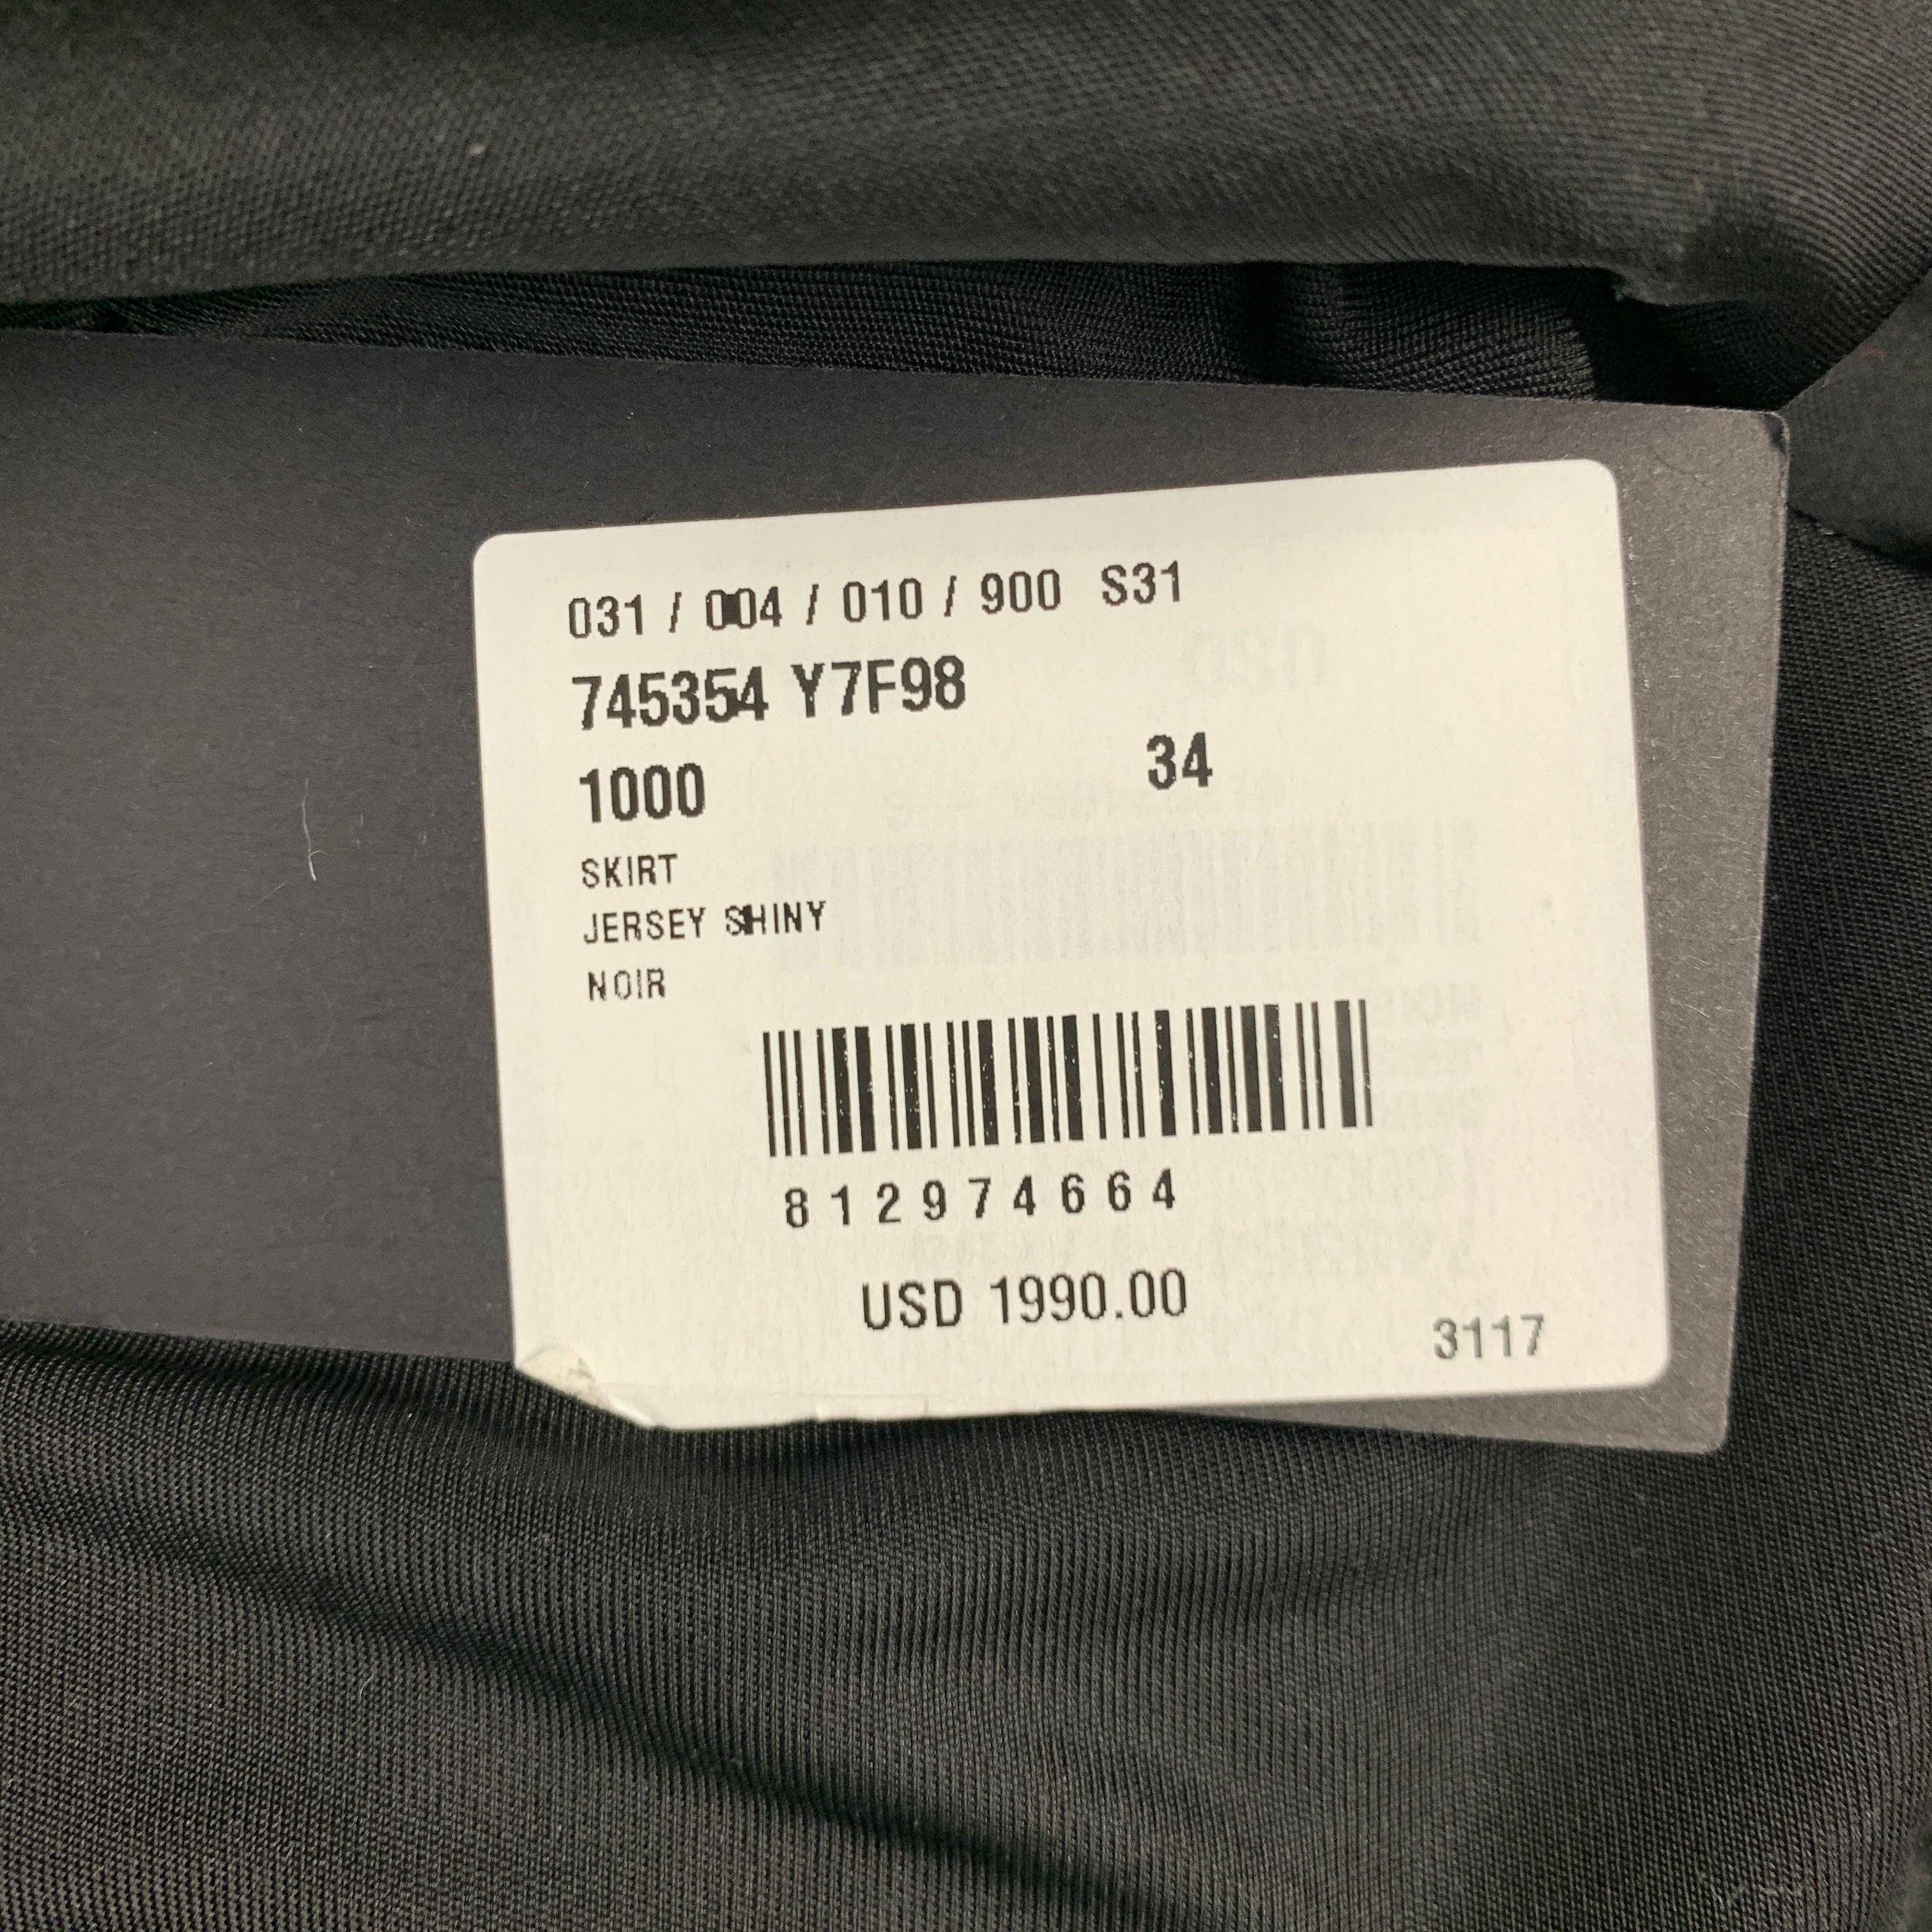 031 / 004 / 010 / 900 S31
745354 Y7F98
1000 34
SKIRT
JERSEY SHINY
NOIR
812974664
USD 1990.00
3117